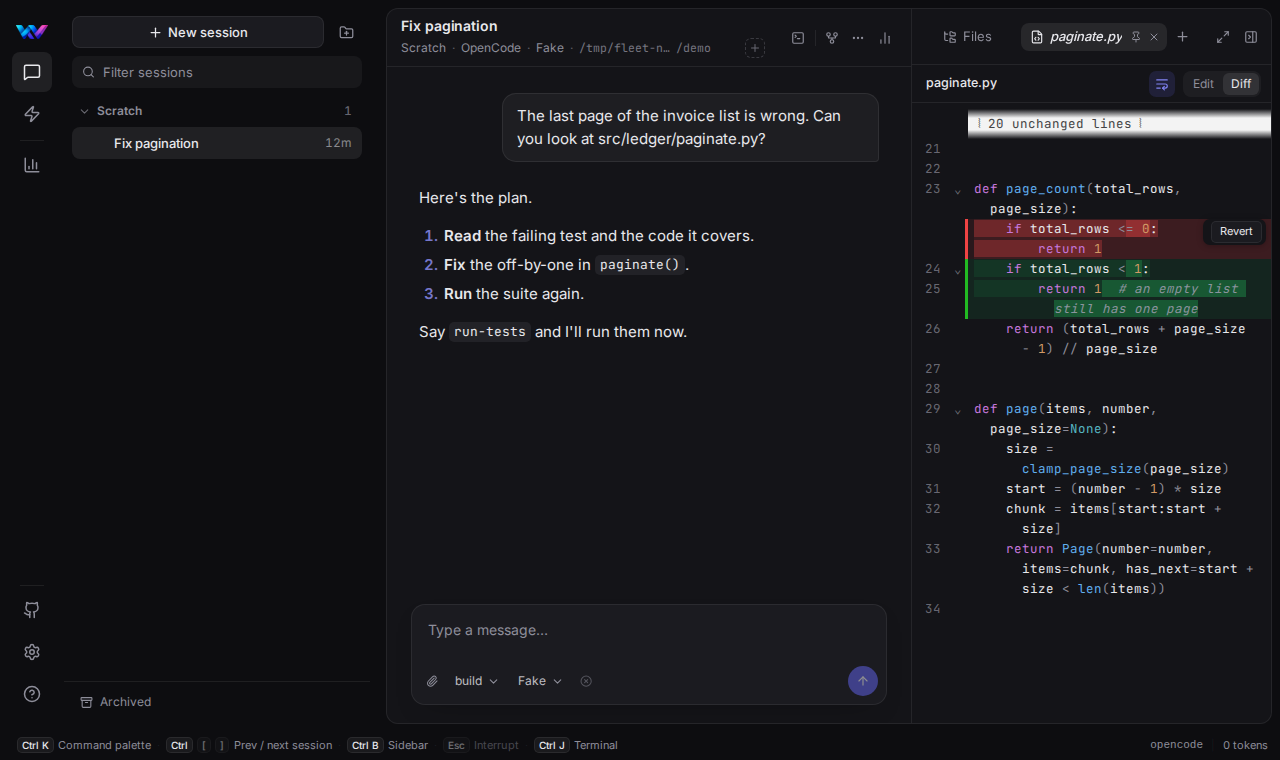 New session
Filter sessions
Scratch 1
Fix pagination 12m
Archived
Fix pagination
Scratch · OpenCode · Fake · /tmp/fleet-n… /demo
The last page of the invoice list is wrong. Can
you look at src/ledger/paginate.py?
Here's the plan.
1. Read the failing test and the code it covers.
2. Fix the off-by-one in paginate().
3. Run the suite again.
Say run-tests and I'll run them now.
Type a message...
build Fake
Files
paginate.py
paginate.py
Edit Diff
20 unchanged lines
21
22
23 def page_count(total_rows,
page_size):
if total_rows <= 0:
Revert
return 1
24 if total_rows < 1:
25 return 1 # an empty list
still has one page
26 return (total_rows + page_size
- 1) // page_size
27
28
29 def page(items, number,
page_size=None):
30 size =
clamp_page_size(page_size)
31 start = (number - 1) * size
32 chunk = items[start:start +
size]
33 return Page(number=number,
items=chunk, has_next=start +
size < len(items))
34
Ctrl K Command palette Ctrl [ ] Prev / next session Ctrl B Sidebar Esc Interrupt Ctrl J Terminal
opencode 0 tokens